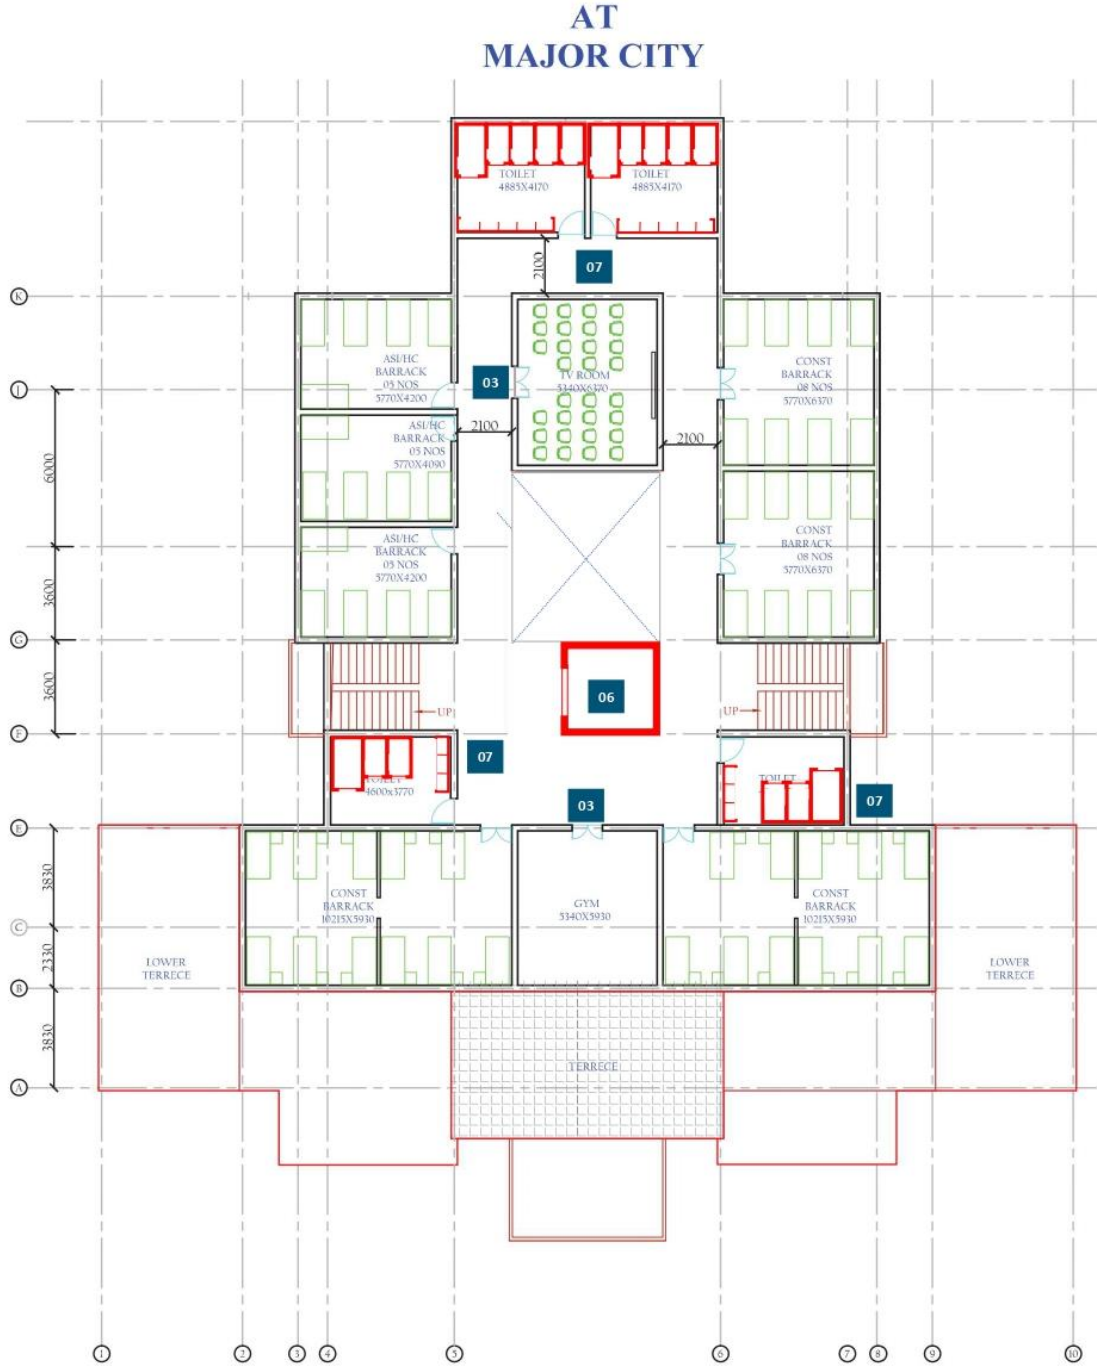 AT
MAJOR CITY
TOILET
4885X4170
TOILET
4885X4170
2100
07
K
ASI/HC
BARRACK
05 NOS
5770X4200
03
TV ROOM
5340X6370
CONST
BARRACK
08 NOS
5770X6370
J
ASI/HC
BARRACK
05 NOS
5770X4090
2100
2100
6000
ASI/HC
BARRACK
05 NOS
5770X4200
CONST
BARRACK
08 NOS
5770X6370
3600
G
3600
06
UP
UP
F
07
TOILET
4600x3770
TOILET
07
03
E
3830
CONST
BARRACK
10215X5930
GYM
5340X5930
CONST
BARRACK
10215X5930
C
2330
LOWER
TERRECE
LOWER
TERRECE
B
3830
TERRECE
A
1
2
3
4
5
6
7
8
9
10